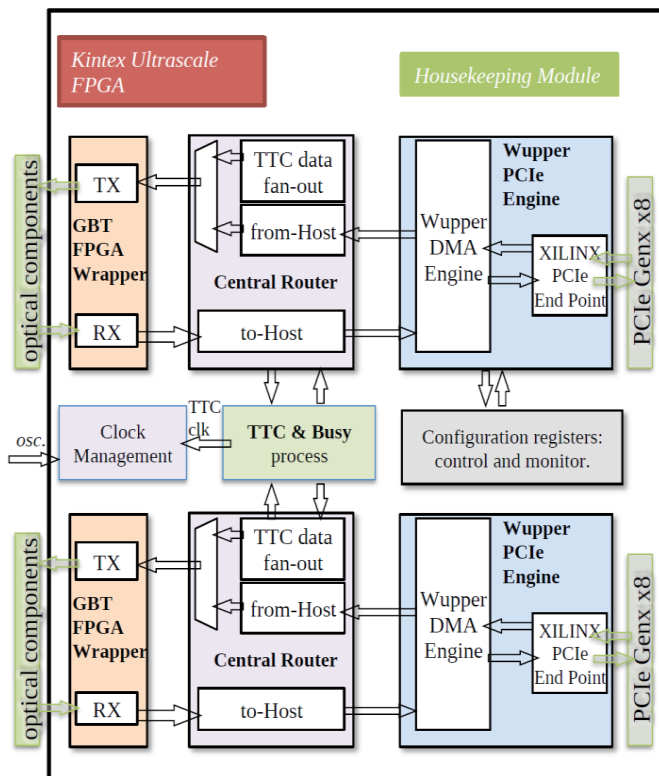 Kintex Ultrascale
FPGA
Housekeeping Module
optical components
TX
GBT
FPGA
Wrapper
RX
TTC data
fan-out
from-Host
Central Router
to-Host
Wupper
DMA
Engine
Wupper
PCIe
Engine
XILINX
PCIe
End Point
PCIe Genx x8
osc.
Clock
Management
TTC
clk
TTC & Busy
process
Configuration registers:
control and monitor.
optical components
TX
GBT
FPGA
Wrapper
RX
TTC data
fan-out
from-Host
Central Router
to-Host
Wupper
DMA
Engine
Wupper
PCIe
Engine
XILINX
PCIe
End Point
PCIe Genx x8